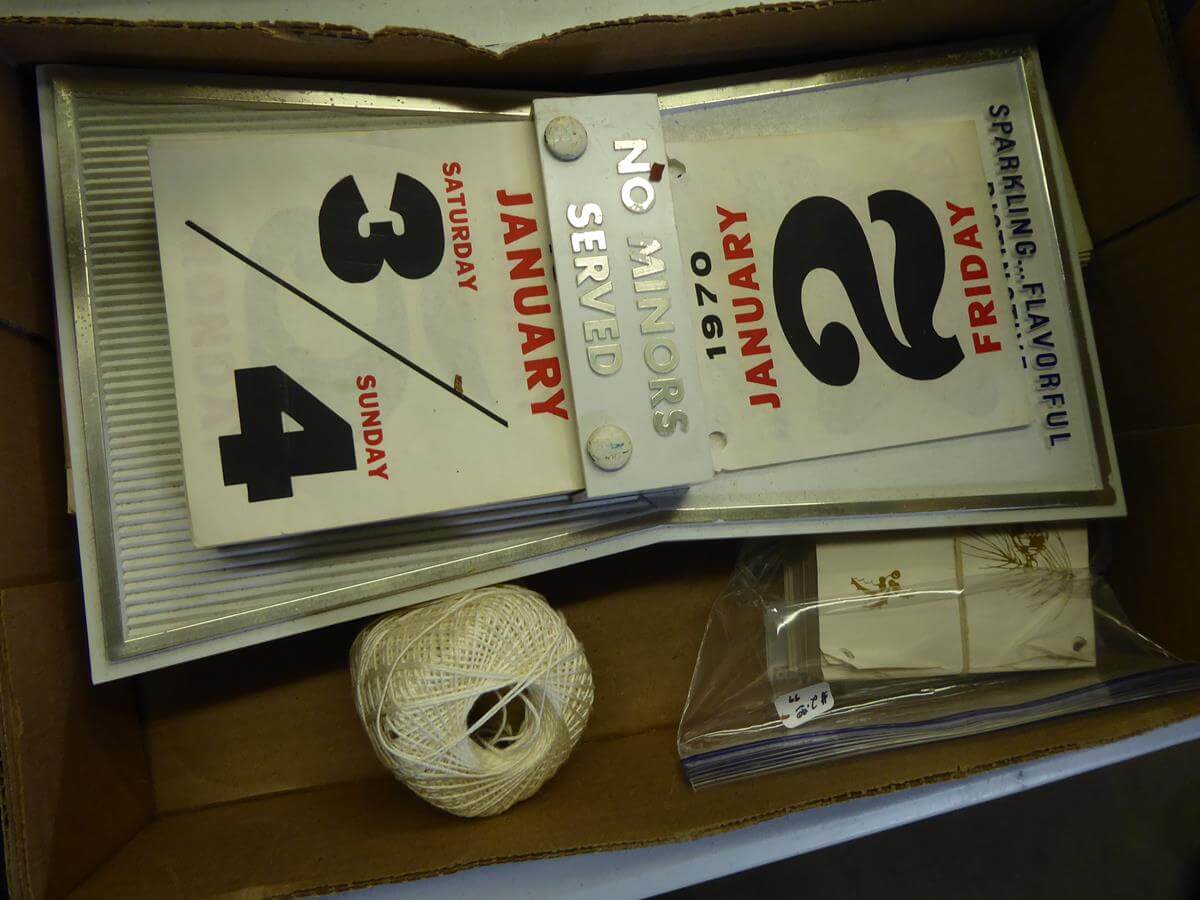 SPARKLING...FLAVORFUL
FRIDAY
2
JANUARY
1970
NO MINORS
SERVED
JANUARY
SATURDAY
3
SUNDAY
4